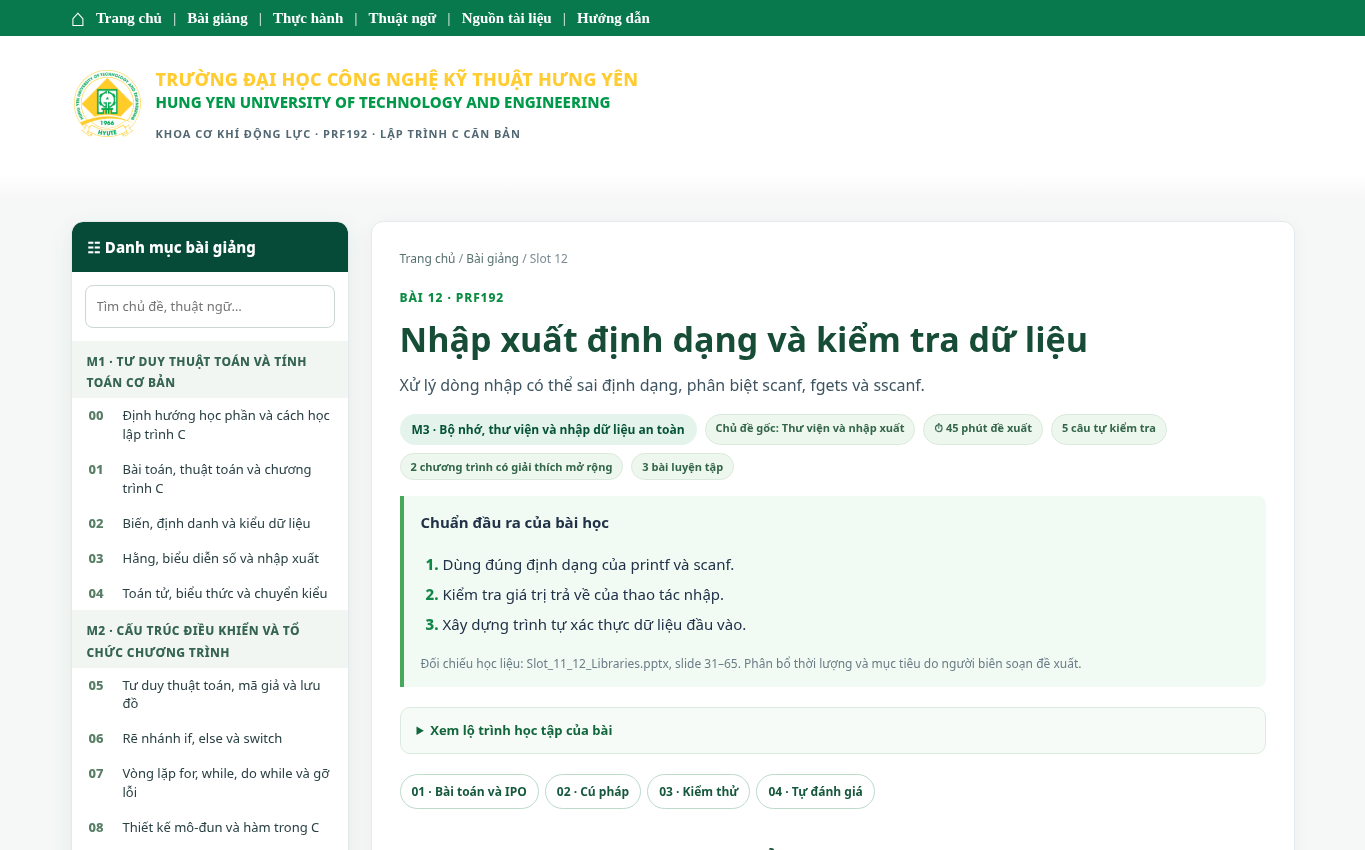 Trang chủ | Bài giảng | Thực hành | Thuật ngữ | Nguồn tài liệu | Hướng dẫn
TRƯỜNG ĐẠI HỌC CÔNG NGHỆ KỸ THUẬT HƯNG YÊN
HUNG YEN UNIVERSITY OF TECHNOLOGY AND ENGINEERING
KHOA CƠ KHÍ ĐỘNG LỰC · PRF192 · LẬP TRÌNH C CĂN BẢN
1966
HYUTE
☷ Danh mục bài giảng
Tìm chủ đề, thuật ngữ...
M1 · TƯ DUY THUẬT TOÁN VÀ TÍNH
TOÁN CƠ BẢN
00 Định hướng học phần và cách học
lập trình C
01 Bài toán, thuật toán và chương
trình C
02 Biến, định danh và kiểu dữ liệu
03 Hằng, biểu diễn số và nhập xuất
04 Toán tử, biểu thức và chuyển kiểu
M2 · CẤU TRÚC ĐIỀU KHIỂN VÀ TỔ
CHỨC CHƯƠNG TRÌNH
05 Tư duy thuật toán, mã giả và lưu
đồ
06 Rẽ nhánh if, else và switch
07 Vòng lặp for, while, do while và gỡ
lỗi
08 Thiết kế mô-đun và hàm trong C
Trang chủ / Bài giảng / Slot 12
BÀI 12 · PRF192
Nhập xuất định dạng và kiểm tra dữ liệu
Xử lý dòng nhập có thể sai định dạng, phân biệt scanf, fgets và sscanf.
M3 · Bộ nhớ, thư viện và nhập dữ liệu an toàn
Chủ đề gốc: Thư viện và nhập xuất
⏱ 45 phút đề xuất
5 câu tự kiểm tra
2 chương trình có giải thích mở rộng
3 bài luyện tập
Chuẩn đầu ra của bài học
1. Dùng đúng định dạng của printf và scanf.
2. Kiểm tra giá trị trả về của thao tác nhập.
3. Xây dựng trình tự xác thực dữ liệu đầu vào.
Đối chiếu học liệu: Slot_11_12_Libraries.pptx, slide 31–65. Phân bổ thời lượng và mục tiêu do người biên soạn đề xuất.
▶ Xem lộ trình học tập của bài
01 · Bài toán và IPO
02 · Cú pháp
03 · Kiểm thử
04 · Tự đánh giá